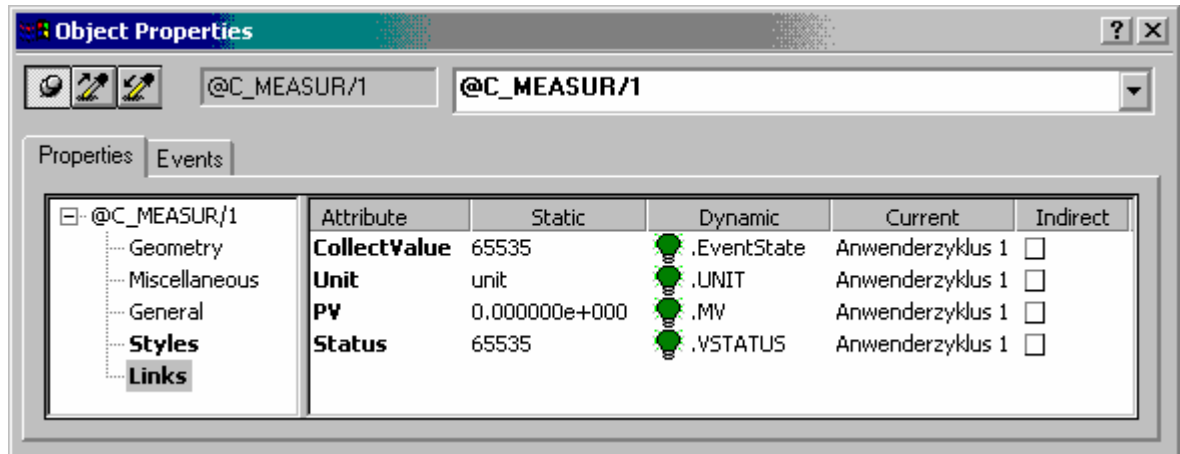 Object Properties
@C_MEASUR/1 @C_MEASUR/1
Properties Events
@C_MEASUR/1
Geometry
Miscellaneous
General
Styles
Links
Attribute Static Dynamic Current Indirect
CollectValue 65535 .EventState Anwenderzyklus 1
Unit unit .UNIT Anwenderzyklus 1
PV 0.000000e+000 .MV Anwenderzyklus 1
Status 65535 .VSTATUS Anwenderzyklus 1